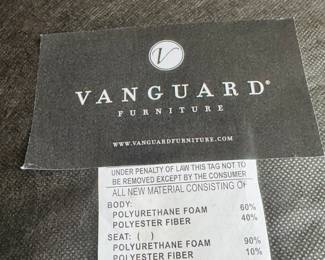 V
VANGUARD®
FURNITURE
WWW.VANGUARDFURNITURE.COM
UNDER PENALTY OF LAW THIS TAG NOT TO
BE REMOVED EXCEPT BY THE CONSUMER
ALL NEW MATERIAL CONSISTING OF
BODY:
POLYURETHANE FOAM 60%
POLYESTER FIBER 40%
SEAT: ( )
POLYURETHANE FOAM 90%
POLYESTER FIBER 10%